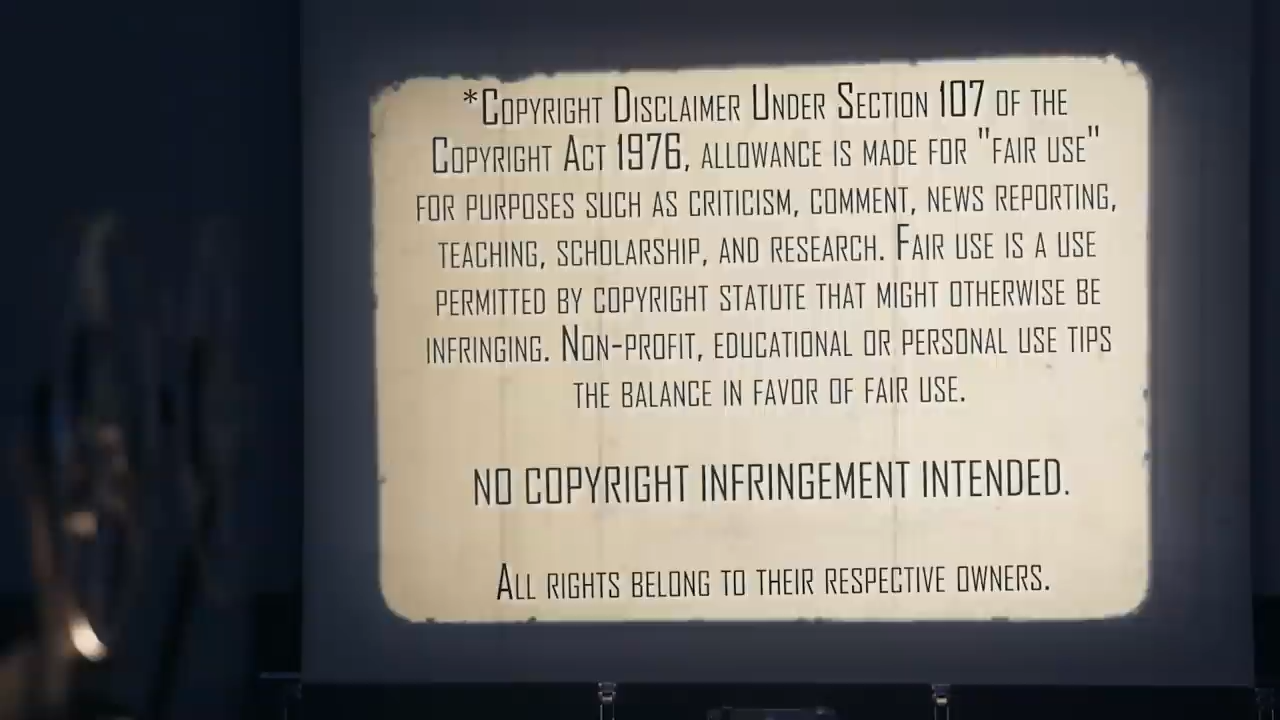 *Copyright Disclaimer Under Section 107 of the
Copyright Act 1976, allowance is made for "fair use"
for purposes such as criticism, comment, news reporting,
teaching, scholarship, and research. Fair use is a use
permitted by copyright statute that might otherwise be
infringing. Non-profit, educational or personal use tips
the balance in favor of fair use.
NO COPYRIGHT INFRINGEMENT INTENDED.
All rights belong to their respective owners.